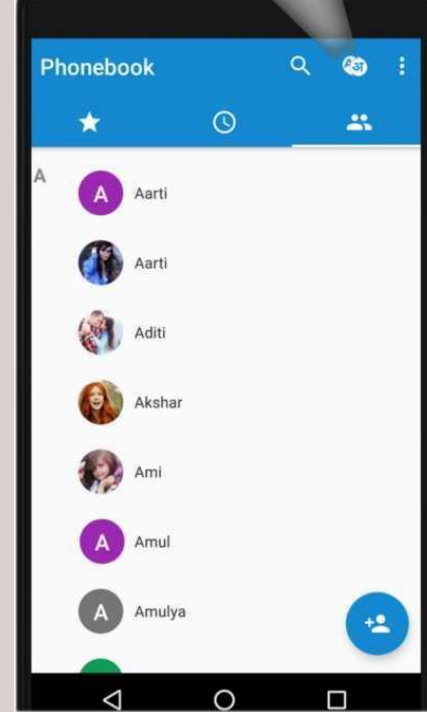 Phonebook
अ
A
A Aarti
Aarti
Aditi
Akshar
Ami
A Amul
A Amulya